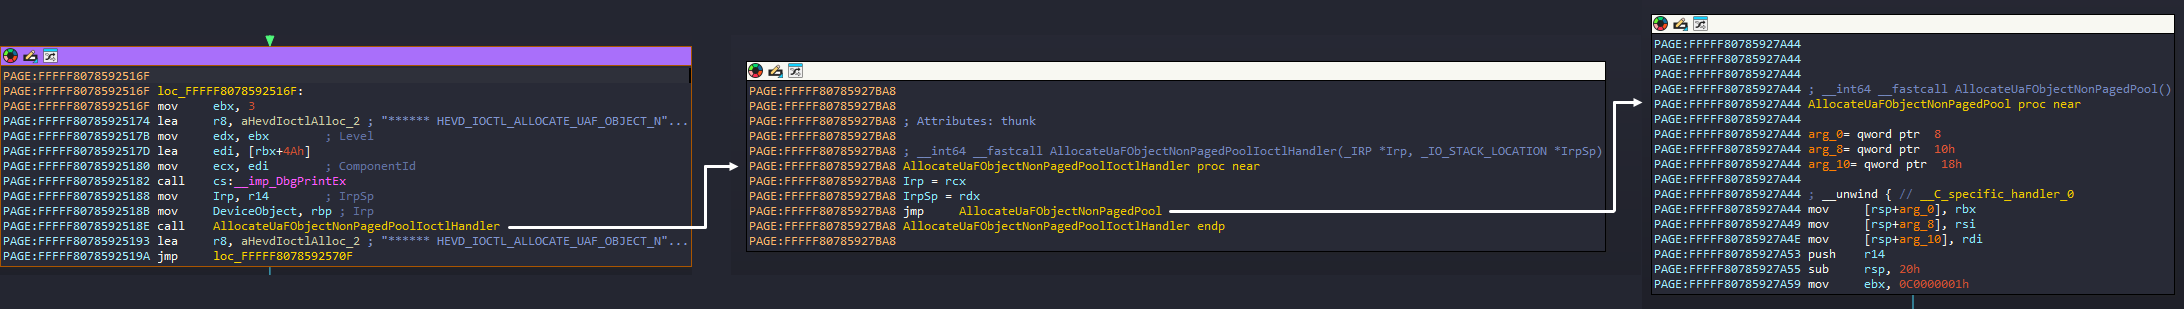 PAGE:FFFFF8078592516F
PAGE:FFFFF8078592516F loc_FFFFF8078592516F:
PAGE:FFFFF8078592516F mov ebx, 3
PAGE:FFFFF80785925174 lea r8, aHevdIoctlAlloc_2 ; "****** HEVD_IOCTL_ALLOCATE_UAF_OBJECT_N"...
PAGE:FFFFF8078592517B mov edx, ebx ; Level
PAGE:FFFFF8078592517D lea edi, [rbx+4Ah]
PAGE:FFFFF80785925180 mov ecx, edi ; ComponentId
PAGE:FFFFF80785925182 call cs:__imp_DbgPrintEx
PAGE:FFFFF80785925188 mov Irp, r14 ; IrpSp
PAGE:FFFFF8078592518B mov DeviceObject, rbp ; Irp
PAGE:FFFFF8078592518E call AllocateUaFObjectNonPagedPoolIoctlHandler
PAGE:FFFFF80785925193 lea r8, aHevdIoctlAlloc_2 ; "****** HEVD_IOCTL_ALLOCATE_UAF_OBJECT_N"...
PAGE:FFFFF8078592519A jmp loc_FFFFF8078592570F
PAGE:FFFFF80785927BA8
PAGE:FFFFF80785927BA8
PAGE:FFFFF80785927BA8 ; Attributes: thunk
PAGE:FFFFF80785927BA8
PAGE:FFFFF80785927BA8 ; __int64 __fastcall AllocateUaFObjectNonPagedPoolIoctlHandler(_IRP *Irp, _IO_STACK_LOCATION *IrpSp)
PAGE:FFFFF80785927BA8 AllocateUaFObjectNonPagedPoolIoctlHandler proc near
PAGE:FFFFF80785927BA8 Irp = rcx
PAGE:FFFFF80785927BA8 IrpSp = rdx
PAGE:FFFFF80785927BA8 jmp AllocateUaFObjectNonPagedPool
PAGE:FFFFF80785927BA8 AllocateUaFObjectNonPagedPoolIoctlHandler endp
PAGE:FFFFF80785927BA8
PAGE:FFFFF80785927A44
PAGE:FFFFF80785927A44
PAGE:FFFFF80785927A44
PAGE:FFFFF80785927A44 ; __int64 __fastcall AllocateUaFObjectNonPagedPool()
PAGE:FFFFF80785927A44 AllocateUaFObjectNonPagedPool proc near
PAGE:FFFFF80785927A44
PAGE:FFFFF80785927A44 arg_0= qword ptr 8
PAGE:FFFFF80785927A44 arg_8= qword ptr 10h
PAGE:FFFFF80785927A44 arg_10= qword ptr 18h
PAGE:FFFFF80785927A44
PAGE:FFFFF80785927A44 ; __unwind { // __C_specific_handler_0
PAGE:FFFFF80785927A44 mov [rsp+arg_0], rbx
PAGE:FFFFF80785927A49 mov [rsp+arg_8], rsi
PAGE:FFFFF80785927A4E mov [rsp+arg_10], rdi
PAGE:FFFFF80785927A53 push r14
PAGE:FFFFF80785927A55 sub rsp, 20h
PAGE:FFFFF80785927A59 mov ebx, 0C0000001h